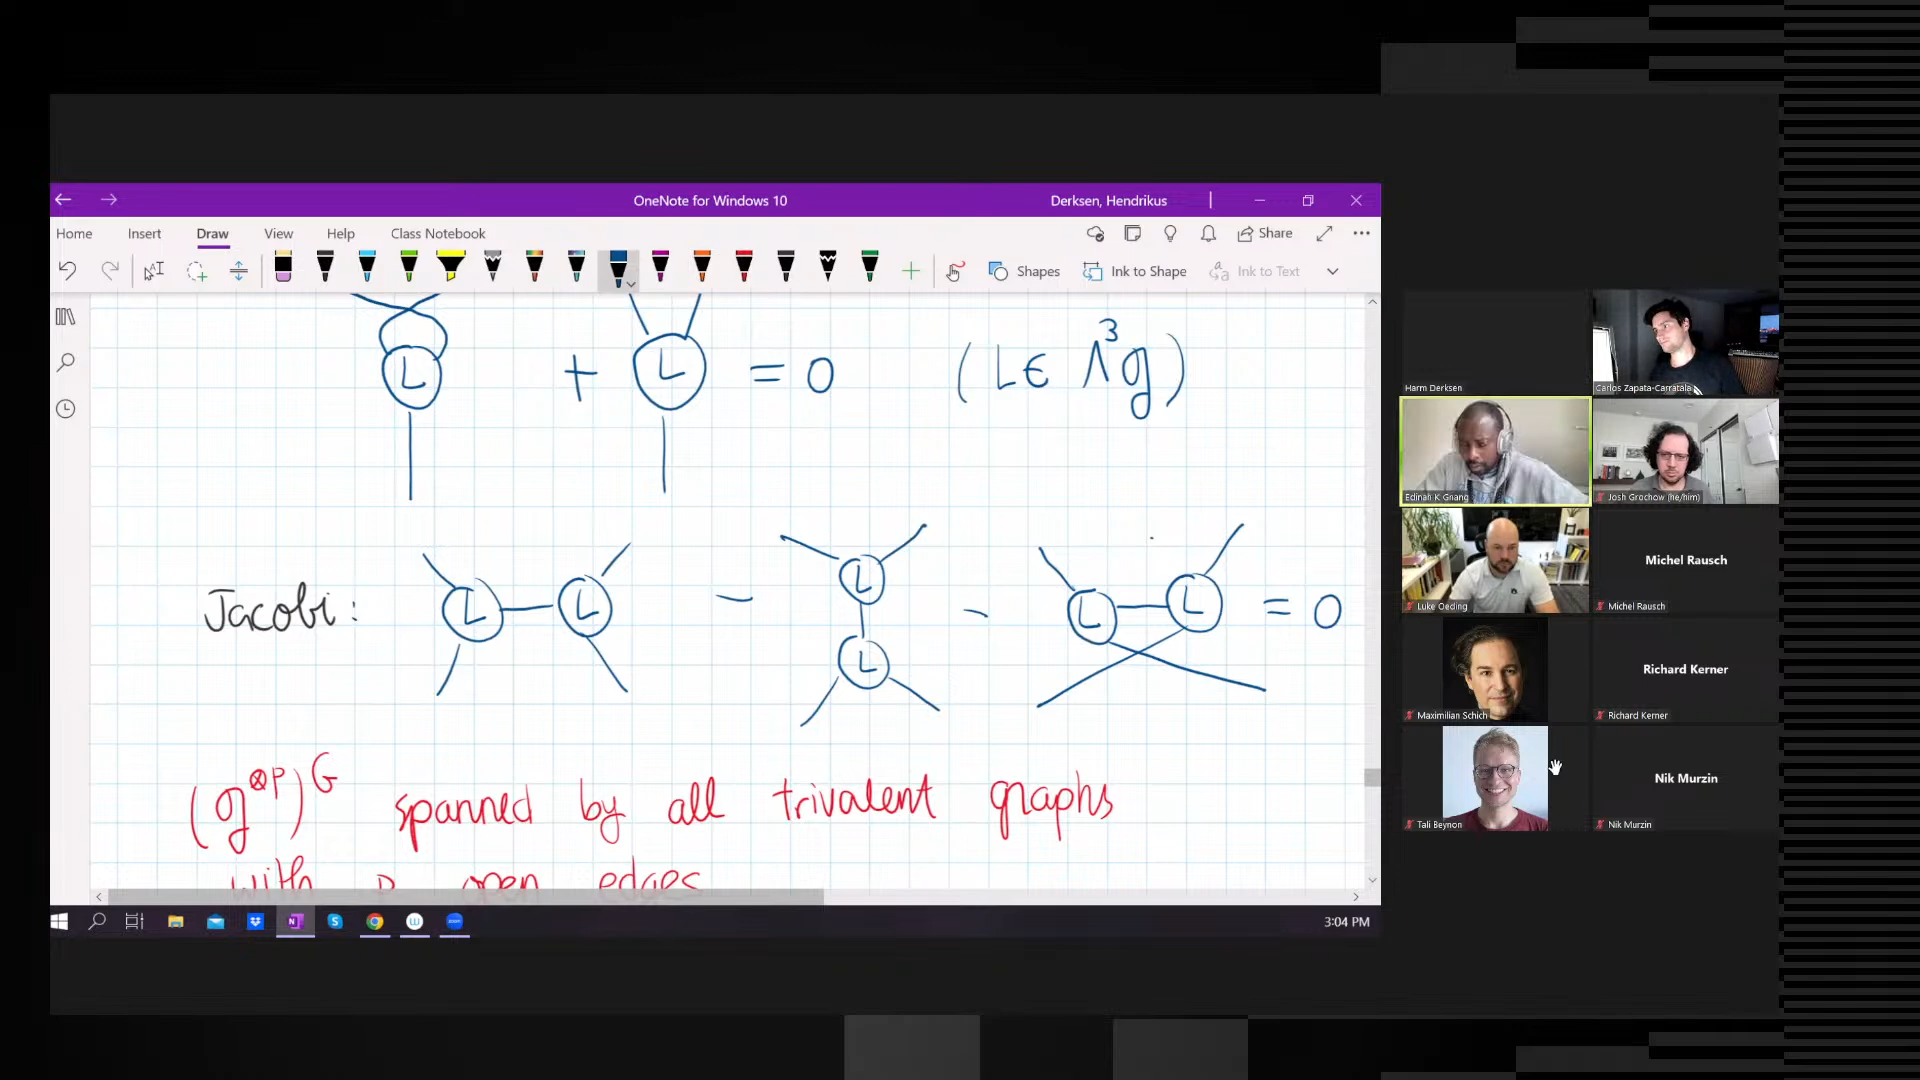 OneNote for Windows 10
Derksen, Hendrikus
Home Insert Draw View Help Class Notebook
Share
Shapes Ink to Shape Ink to Text
L + L = 0 (L ∈ Λ³g)
Jacobi: L L - L L - L L = 0
(g^{⊗P})^G spanned by all trivalent graphs
with p open edges
3:04 PM
Harm Derksen
Carlos Zapata-Carratala
Edinah K Gnang
Josh Grochow (he/him)
Luke Oeding
Michel Rausch
Michel Rausch
Maximilian Schich
Richard Kerner
Richard Kerner
Tali Beynon
Nik Murzin
Nik Murzin